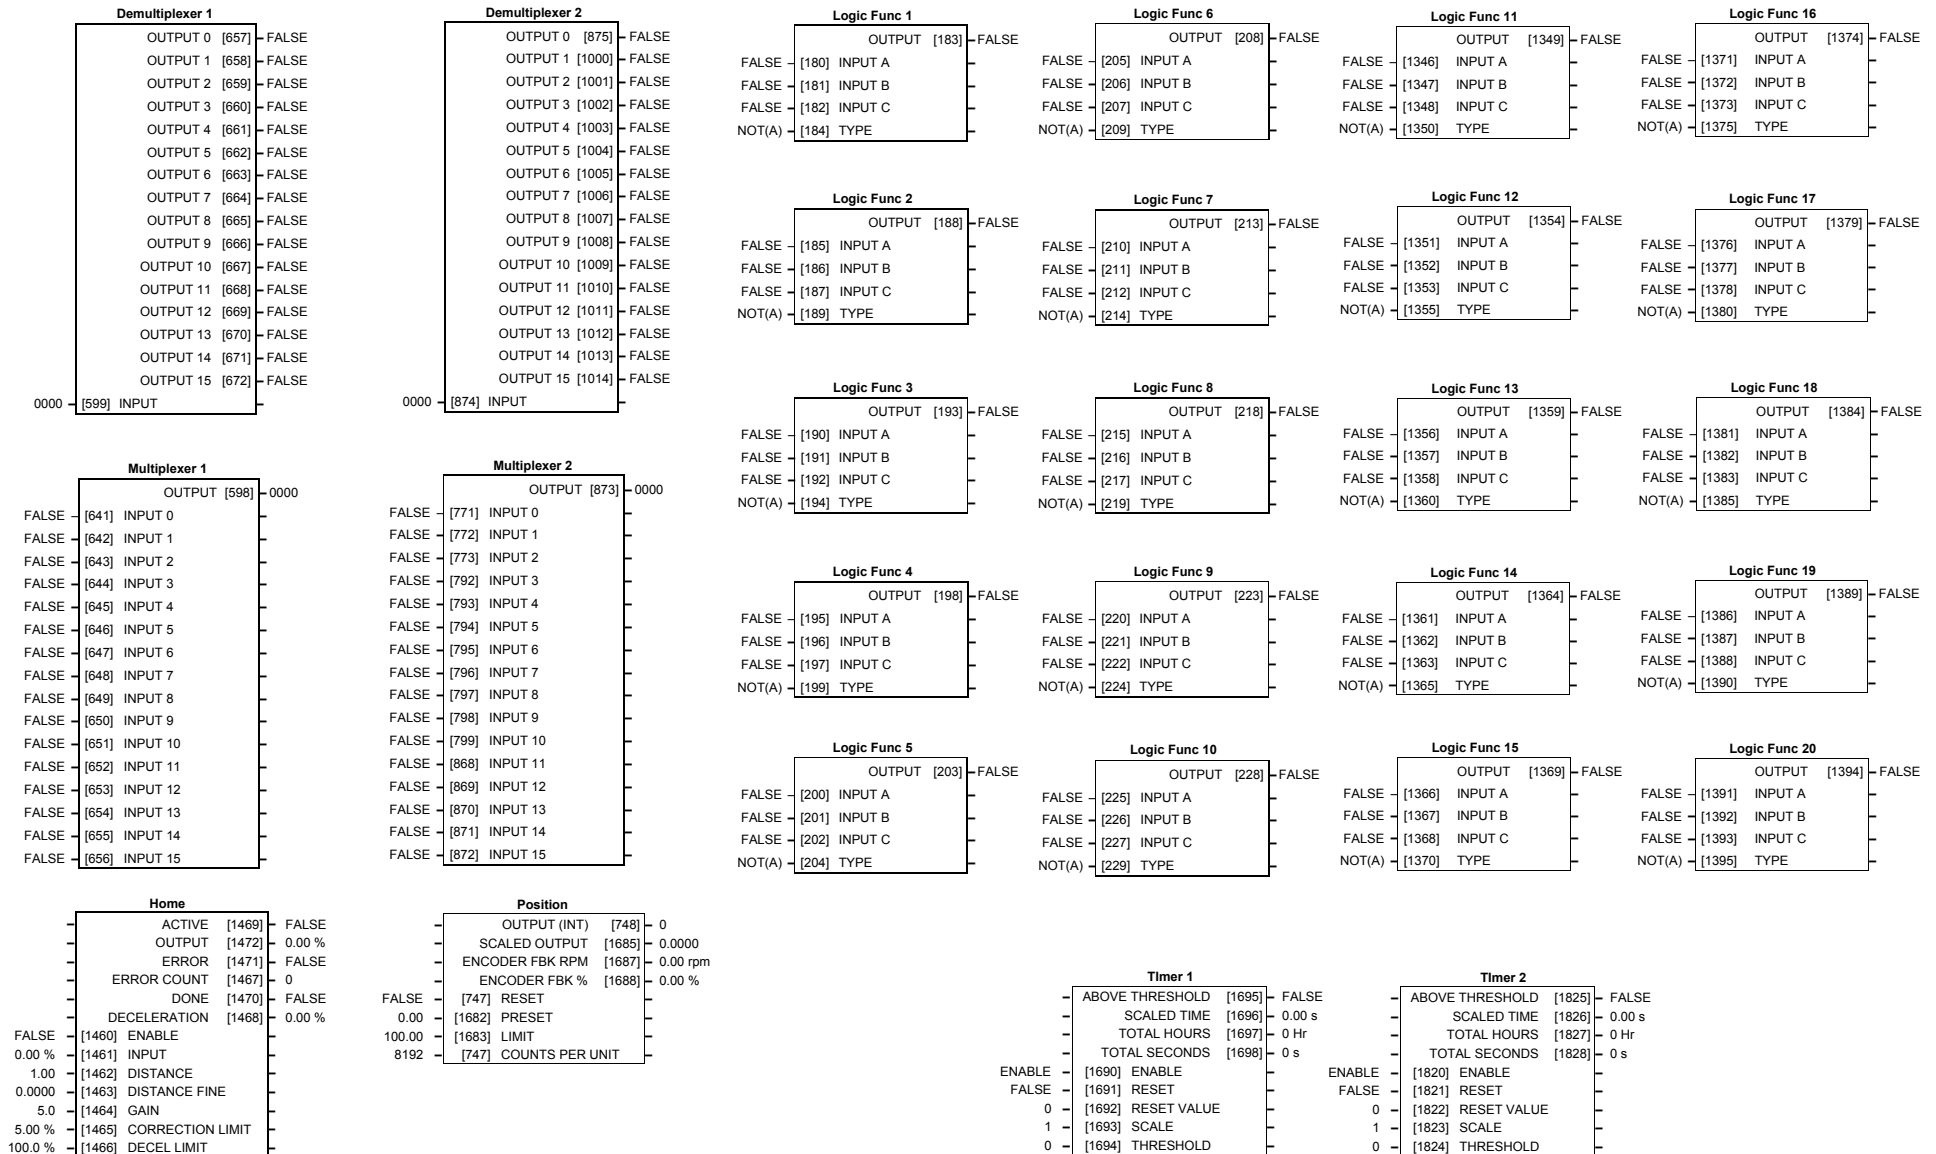 Demultiplexer 1
OUTPUT 0 [657] FALSE
OUTPUT 1 [658] FALSE
OUTPUT 2 [659] FALSE
OUTPUT 3 [660] FALSE
OUTPUT 4 [661] FALSE
OUTPUT 5 [662] FALSE
OUTPUT 6 [663] FALSE
OUTPUT 7 [664] FALSE
OUTPUT 8 [665] FALSE
OUTPUT 9 [666] FALSE
OUTPUT 10 [667] FALSE
OUTPUT 11 [668] FALSE
OUTPUT 12 [669] FALSE
OUTPUT 13 [670] FALSE
OUTPUT 14 [671] FALSE
OUTPUT 15 [672] FALSE
0000 [599] INPUT
Demultiplexer 2
OUTPUT 0 [875] FALSE
OUTPUT 1 [1000] FALSE
OUTPUT 2 [1001] FALSE
OUTPUT 3 [1002] FALSE
OUTPUT 4 [1003] FALSE
OUTPUT 5 [1004] FALSE
OUTPUT 6 [1005] FALSE
OUTPUT 7 [1006] FALSE
OUTPUT 8 [1007] FALSE
OUTPUT 9 [1008] FALSE
OUTPUT 10 [1009] FALSE
OUTPUT 11 [1010] FALSE
OUTPUT 12 [1011] FALSE
OUTPUT 13 [1012] FALSE
OUTPUT 14 [1013] FALSE
OUTPUT 15 [1014] FALSE
0000 [874] INPUT
Multiplexer 1
OUTPUT [598] 0000
FALSE [641] INPUT 0
FALSE [642] INPUT 1
FALSE [643] INPUT 2
FALSE [644] INPUT 3
FALSE [645] INPUT 4
FALSE [646] INPUT 5
FALSE [647] INPUT 6
FALSE [648] INPUT 7
FALSE [649] INPUT 8
FALSE [650] INPUT 9
FALSE [651] INPUT 10
FALSE [652] INPUT 11
FALSE [653] INPUT 12
FALSE [654] INPUT 13
FALSE [655] INPUT 14
FALSE [656] INPUT 15
Multiplexer 2
OUTPUT [873] 0000
FALSE [771] INPUT 0
FALSE [772] INPUT 1
FALSE [773] INPUT 2
FALSE [792] INPUT 3
FALSE [793] INPUT 4
FALSE [794] INPUT 5
FALSE [795] INPUT 6
FALSE [796] INPUT 7
FALSE [797] INPUT 8
FALSE [798] INPUT 9
FALSE [799] INPUT 10
FALSE [868] INPUT 11
FALSE [869] INPUT 12
FALSE [870] INPUT 13
FALSE [871] INPUT 14
FALSE [872] INPUT 15
Home
ACTIVE [1469] FALSE
OUTPUT [1472] 0.00 %
ERROR [1471] FALSE
ERROR COUNT [1467] 0
DONE [1470] FALSE
DECELERATION [1468] 0.00 %
FALSE [1460] ENABLE
0.00 % [1461] INPUT
1.00 [1462] DISTANCE
0.0000 [1463] DISTANCE FINE
5.0 [1464] GAIN
5.00 % [1465] CORRECTION LIMIT
100.0 % [1466] DECEL LIMIT
Position
OUTPUT (INT) [748] 0
SCALED OUTPUT [1685] 0.0000
ENCODER FBK RPM [1687] 0.00 rpm
ENCODER FBK % [1688] 0.00 %
FALSE [747] RESET
0.00 [1682] PRESET
100.00 [1683] LIMIT
8192 [747] COUNTS PER UNIT
Logic Func 1
OUTPUT [183] FALSE
FALSE [180] INPUT A
FALSE [181] INPUT B
FALSE [182] INPUT C
NOT(A) [184] TYPE
Logic Func 2
OUTPUT [188] FALSE
FALSE [185] INPUT A
FALSE [186] INPUT B
FALSE [187] INPUT C
NOT(A) [189] TYPE
Logic Func 3
OUTPUT [193] FALSE
FALSE [190] INPUT A
FALSE [191] INPUT B
FALSE [192] INPUT C
NOT(A) [194] TYPE
Logic Func 4
OUTPUT [198] FALSE
FALSE [195] INPUT A
FALSE [196] INPUT B
FALSE [197] INPUT C
NOT(A) [199] TYPE
Logic Func 5
OUTPUT [203] FALSE
FALSE [200] INPUT A
FALSE [201] INPUT B
FALSE [202] INPUT C
NOT(A) [204] TYPE
Logic Func 6
OUTPUT [208] FALSE
FALSE [205] INPUT A
FALSE [206] INPUT B
FALSE [207] INPUT C
NOT(A) [209] TYPE
Logic Func 7
OUTPUT [213] FALSE
FALSE [210] INPUT A
FALSE [211] INPUT B
FALSE [212] INPUT C
NOT(A) [214] TYPE
Logic Func 8
OUTPUT [218] FALSE
FALSE [215] INPUT A
FALSE [216] INPUT B
FALSE [217] INPUT C
NOT(A) [219] TYPE
Logic Func 9
OUTPUT [223] FALSE
FALSE [220] INPUT A
FALSE [221] INPUT B
FALSE [222] INPUT C
NOT(A) [224] TYPE
Logic Func 10
OUTPUT [228] FALSE
FALSE [225] INPUT A
FALSE [226] INPUT B
FALSE [227] INPUT C
NOT(A) [229] TYPE
Logic Func 11
OUTPUT [1349] FALSE
FALSE [1346] INPUT A
FALSE [1347] INPUT B
FALSE [1348] INPUT C
NOT(A) [1350] TYPE
Logic Func 12
OUTPUT [1354] FALSE
FALSE [1351] INPUT A
FALSE [1352] INPUT B
FALSE [1353] INPUT C
NOT(A) [1355] TYPE
Logic Func 13
OUTPUT [1359] FALSE
FALSE [1356] INPUT A
FALSE [1357] INPUT B
FALSE [1358] INPUT C
NOT(A) [1360] TYPE
Logic Func 14
OUTPUT [1364] FALSE
FALSE [1361] INPUT A
FALSE [1362] INPUT B
FALSE [1363] INPUT C
NOT(A) [1365] TYPE
Logic Func 15
OUTPUT [1369] FALSE
FALSE [1366] INPUT A
FALSE [1367] INPUT B
FALSE [1368] INPUT C
NOT(A) [1370] TYPE
Logic Func 16
OUTPUT [1374] FALSE
FALSE [1371] INPUT A
FALSE [1372] INPUT B
FALSE [1373] INPUT C
NOT(A) [1375] TYPE
Logic Func 17
OUTPUT [1379] FALSE
FALSE [1376] INPUT A
FALSE [1377] INPUT B
FALSE [1378] INPUT C
NOT(A) [1380] TYPE
Logic Func 18
OUTPUT [1384] FALSE
FALSE [1381] INPUT A
FALSE [1382] INPUT B
FALSE [1383] INPUT C
NOT(A) [1385] TYPE
Logic Func 19
OUTPUT [1389] FALSE
FALSE [1386] INPUT A
FALSE [1387] INPUT B
FALSE [1388] INPUT C
NOT(A) [1390] TYPE
Logic Func 20
OUTPUT [1394] FALSE
FALSE [1391] INPUT A
FALSE [1392] INPUT B
FALSE [1393] INPUT C
NOT(A) [1395] TYPE
TImer 1
ABOVE THRESHOLD [1695] FALSE
SCALED TIME [1696] 0.00 s
TOTAL HOURS [1697] 0 Hr
TOTAL SECONDS [1698] 0 s
ENABLE [1690] ENABLE
FALSE [1691] RESET
0 [1692] RESET VALUE
1 [1693] SCALE
0 [1694] THRESHOLD
TImer 2
ABOVE THRESHOLD [1825] FALSE
SCALED TIME [1826] 0.00 s
TOTAL HOURS [1827] 0 Hr
TOTAL SECONDS [1828] 0 s
ENABLE [1820] ENABLE
FALSE [1821] RESET
0 [1822] RESET VALUE
1 [1823] SCALE
0 [1824] THRESHOLD